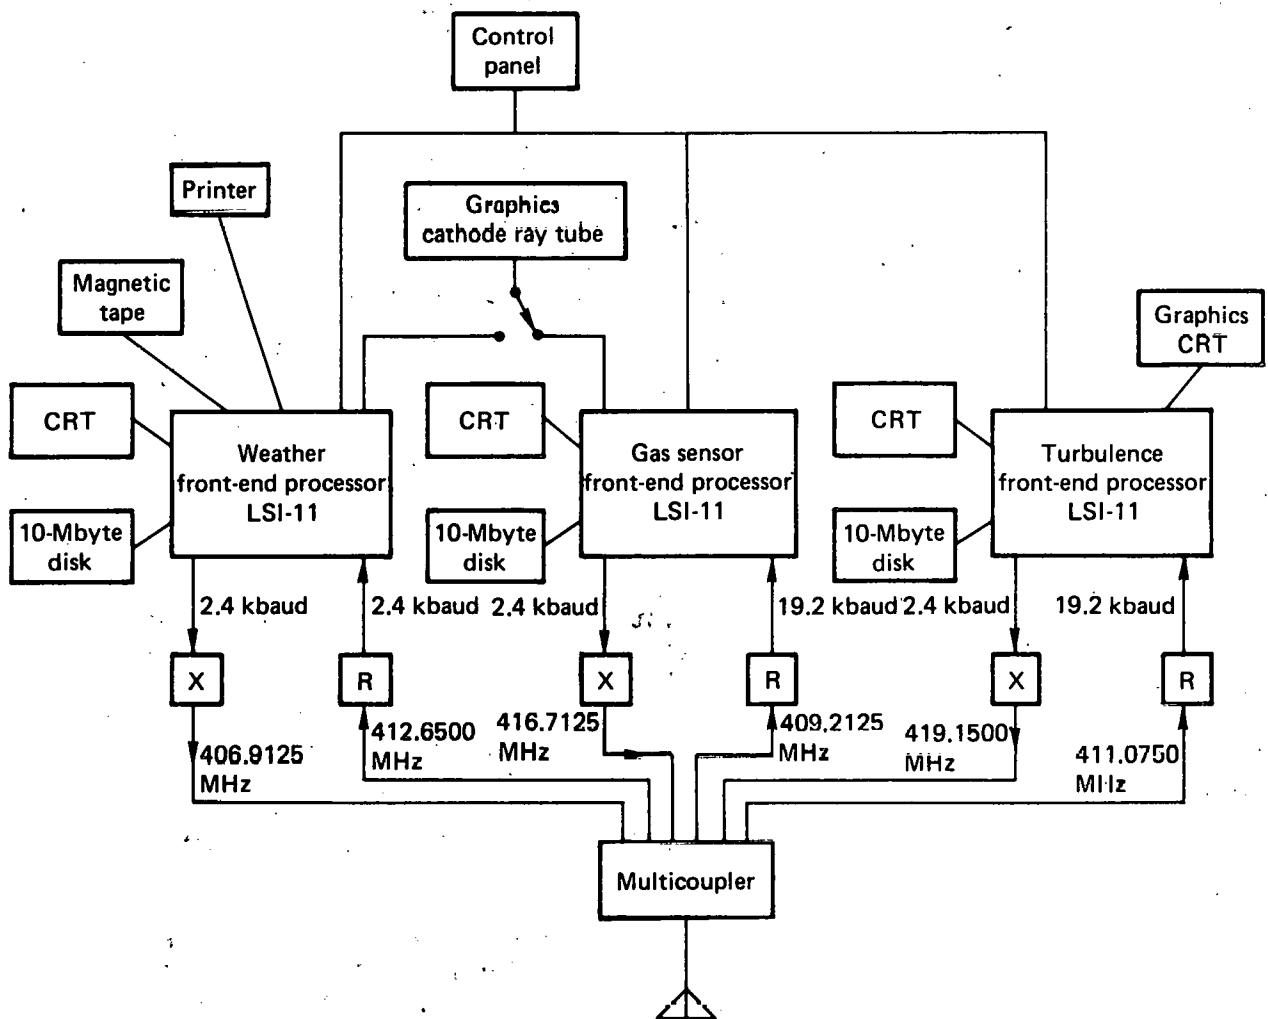 Control
panel
Printer
Graphics
cathode ray tube
Magnetic
tape
Graphics
CRT
CRT
Weather
front-end processor
LSI-11
10-Mbyte
disk
CRT
Gas sensor
front-end processor
LSI-11
10-Mbyte
disk
CRT
Turbulence
front-end processor
LSI-11
10-Mbyte
disk
2.4 kbaud
2.4 kbaud
2.4 kbaud
19.2 kbaud
2.4 kbaud
19.2 kbaud
X
R
X
R
X
R
406.9125
MHz
412.6500
MHz
416.7125
MHz
409.2125
MHz
419.1500
MHz
411.0750
MHz
Multicoupler